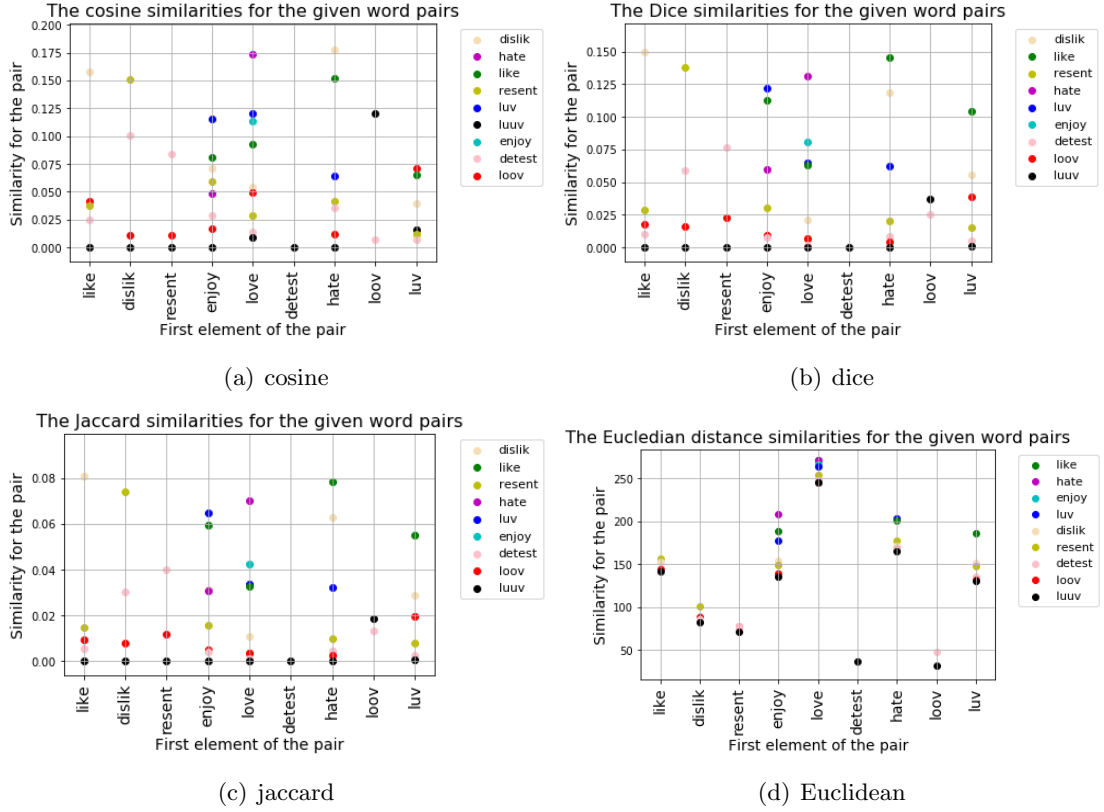 The cosine similarities for the given word pairs
Similarity for the pair
0.200
0.175
0.150
0.125
0.100
0.075
0.050
0.025
0.000
like
dislik
resent
enjoy
love
detest
hate
loov
luv
First element of the pair
dislik
hate
like
resent
luv
luuv
enjoy
detest
loov
(a) cosine
The Dice similarities for the given word pairs
Similarity for the pair
0.150
0.125
0.100
0.075
0.050
0.025
0.000
like
dislik
resent
enjoy
love
detest
hate
loov
luv
First element of the pair
dislik
like
resent
hate
luv
enjoy
detest
loov
luuv
(b) dice
The Jaccard similarities for the given word pairs
Similarity for the pair
0.08
0.06
0.04
0.02
0.00
like
dislik
resent
enjoy
love
detest
hate
loov
luv
First element of the pair
dislik
like
resent
hate
luv
enjoy
detest
loov
luuv
(c) jaccard
The Eucledian distance similarities for the given word pairs
Similarity for the pair
250
200
150
100
50
like
dislik
resent
enjoy
love
detest
hate
loov
luv
First element of the pair
like
hate
enjoy
luv
dislik
resent
detest
loov
luuv
(d) Euclidean